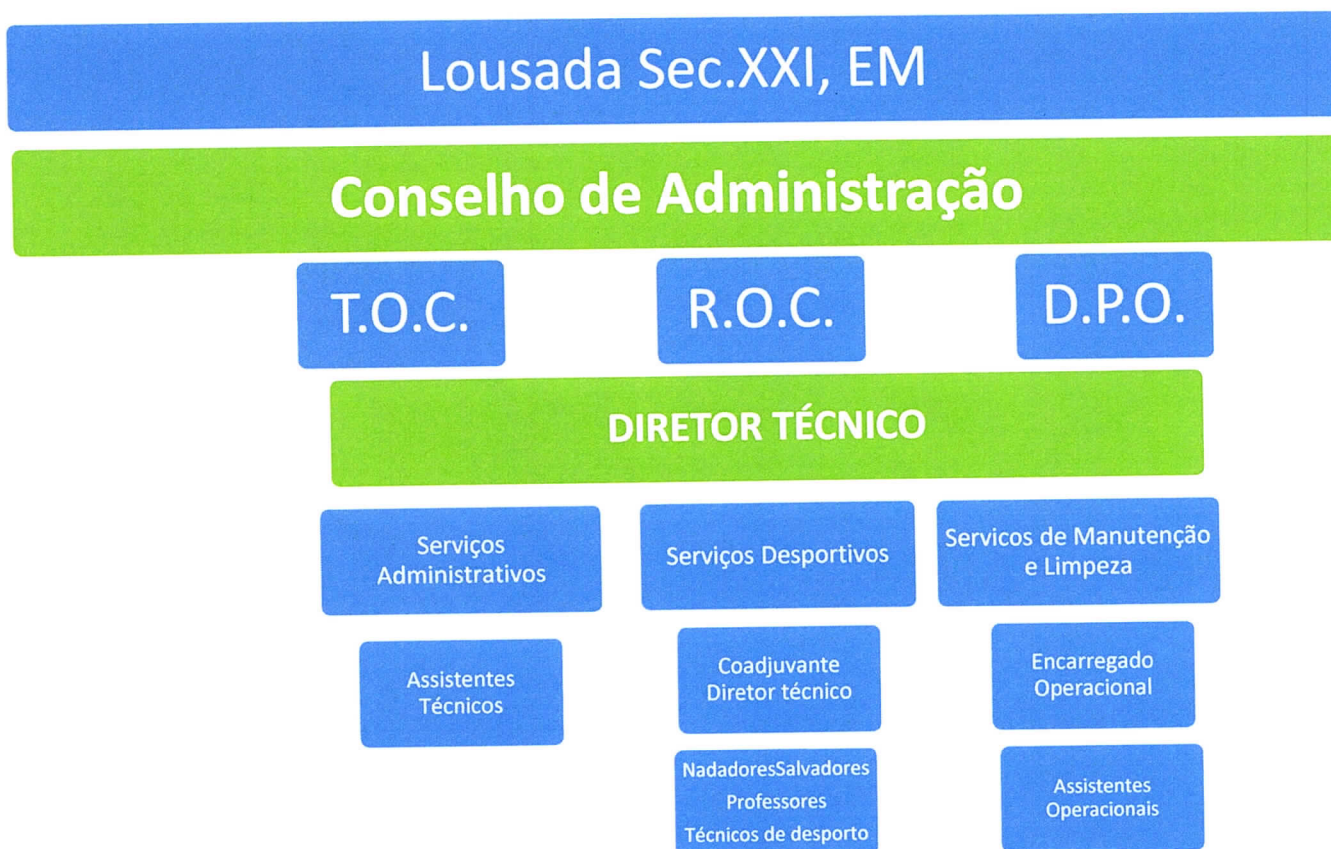 Lousada Sec.XXI, EM
Conselho de Administração
T.O.C.
R.O.C.
D.P.O.
DIRETOR TÉCNICO
Serviços
Administrativos
Serviços Desportivos
Servicos de Manutenção
e Limpeza
Assistentes
Técnicos
Coadjuvante
Diretor técnico
Encarregado
Operacional
NadadoresSalvadores
Professores
Técnicos de desporto
Assistentes
Operacionais